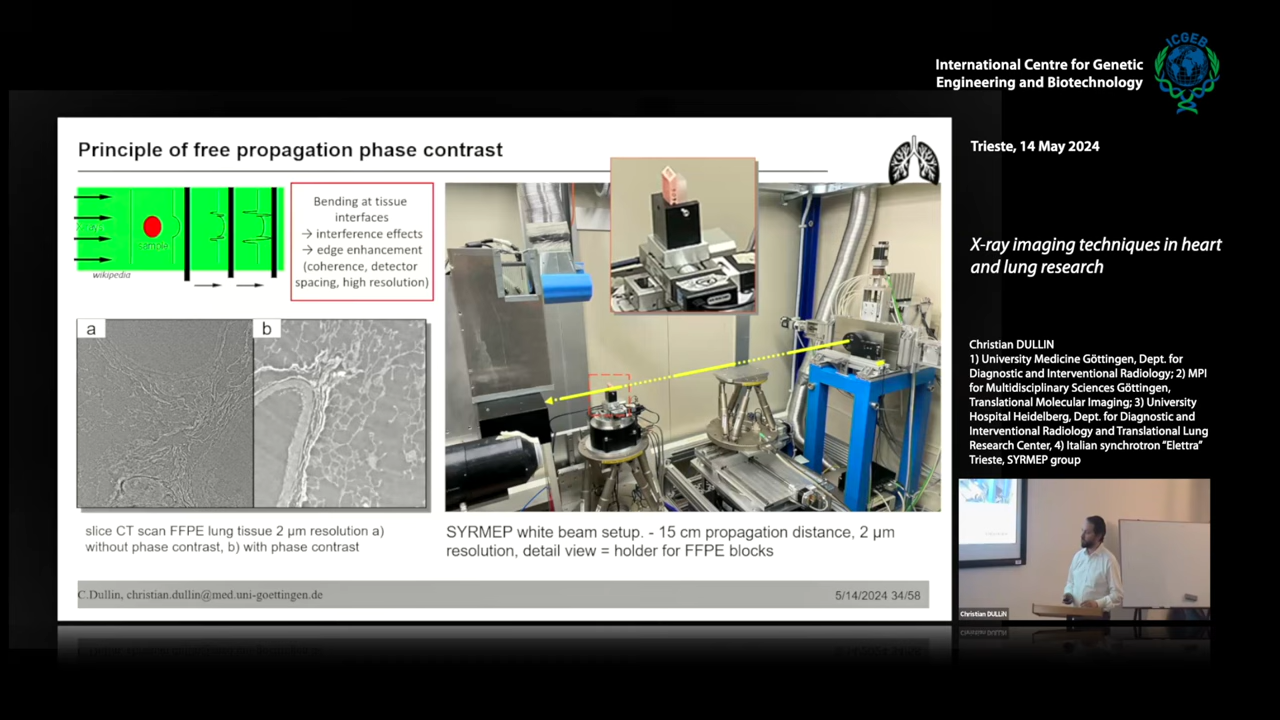 ICGEB
International Centre for Genetic
Engineering and Biotechnology
Trieste, 14 May 2024
X-ray imaging techniques in heart
and lung research
Christian DULLIN
1) University Medicine Göttingen, Dept. for
Diagnostic and Interventional Radiology; 2) MPI
for Multidisciplinary Sciences Göttingen,
Translational Molecular Imaging; 3) University
Hospital Heidelberg, Dept. for Diagnostic and
Interventional Radiology and Translational Lung
Research Center, 4) Italian synchrotron “Elettra”
Trieste, SYRMEP group
Christian DULLIN
Principle of free propagation phase contrast
sample
wikipedia
Bending at tissue
interfaces
→ interference effects
→ edge enhancement
(coherence, detector
spacing, high resolution)
a
b
slice CT scan FFPE lung tissue 2 µm resolution a)
without phase contrast, b) with phase contrast
SYRMEP white beam setup. - 15 cm propagation distance, 2 µm
resolution, detail view = holder for FFPE blocks
C.Dullin, christian.dullin@med.uni-goettingen.de
5/14/2024 34/58